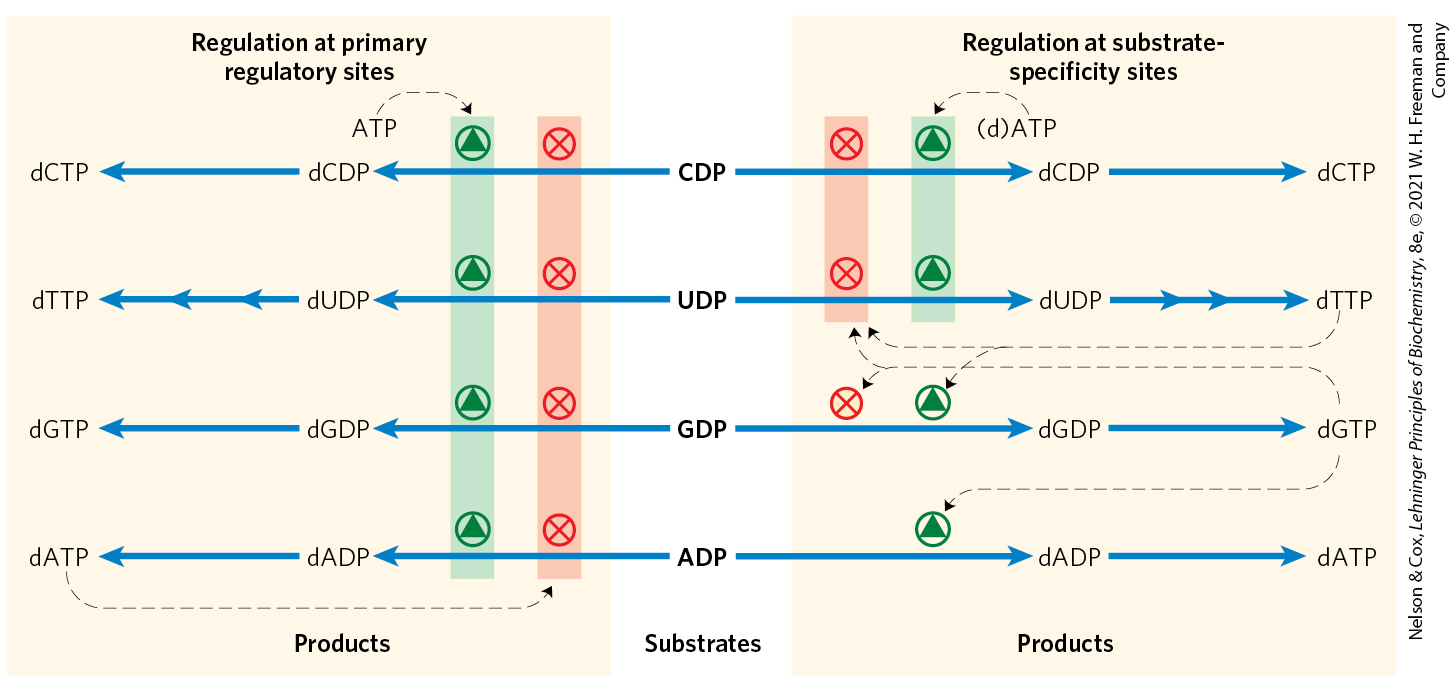 Regulation at primary
regulatory sites
Regulation at substrate-
specificity sites
ATP
(d)ATP
dCTP dCDP CDP dCDP dCTP
dTTP dUDP UDP dUDP dTTP
dGTP dGDP GDP dGDP dGTP
dATP dADP ADP dADP dATP
Products Substrates Products
Nelson & Cox, Lehninger Principles of Biochemistry, 8e, © 2021 W. H. Freeman and
Company